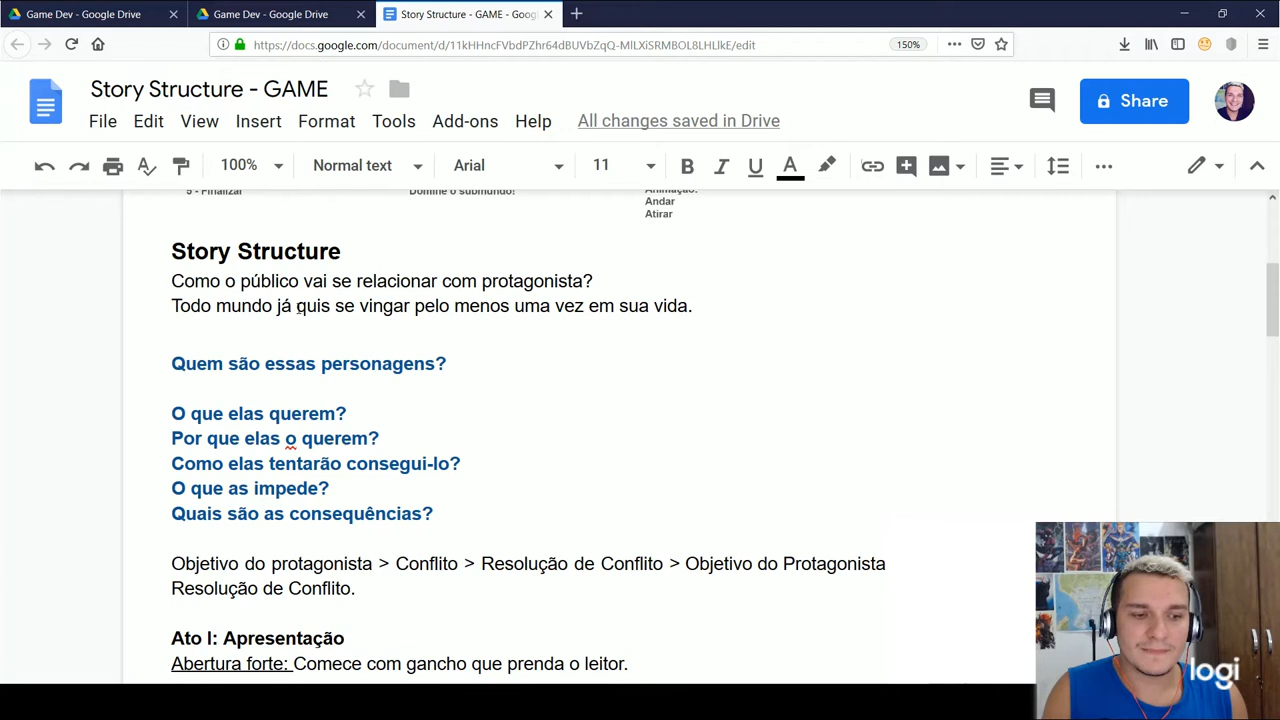 Game Dev - Google Drive
Game Dev - Google Drive
Story Structure - GAME - Goog
https://docs.google.com/document/d/11kHHncFVbdPZhr64dBUVbZqQ-MlLXiSRMBOL8LHLlkE/edit
150%
Story Structure - GAME
Share
File Edit View Insert Format Tools Add-ons Help All changes saved in Drive
100% Normal text Arial 11 B I U A
5 - Finalizar Domine o submundo! Animação:
Andar
Atirar
Story Structure
Como o público vai se relacionar com protagonista?
Todo mundo já quis se vingar pelo menos uma vez em sua vida.
Quem são essas personagens?
O que elas querem?
Por que elas o querem?
Como elas tentarão consegui-lo?
O que as impede?
Quais são as consequências?
Objetivo do protagonista > Conflito > Resolução de Conflito > Objetivo do Protagonista
Resolução de Conflito.
Ato I: Apresentação
Abertura forte: Comece com gancho que prenda o leitor.
logi